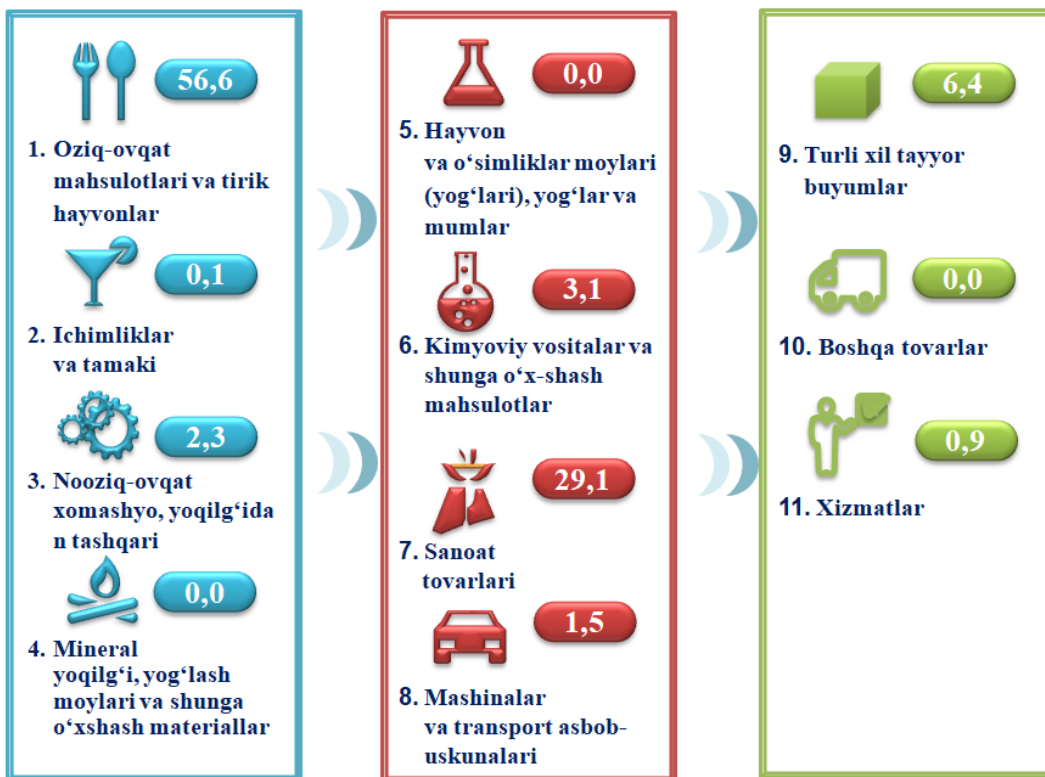 56,6
1. Oziq-ovqat
mahsulotlari va tirik
hayvonlar
0,1
2. Ichimliklar
va tamaki
2,3
3. Nooziq-ovqat
xomashyo, yoqilg‘ida
n tashqari
0,0
4. Mineral
yoqilg‘i, yog‘lash
moylari va shunga
o‘xshash materiallar
0,0
5. Hayvon
va o‘simliklar moylari
(yog‘lari), yog‘lar va
mumlar
3,1
6. Kimyoviy vositalar va
shunga o‘x-shash
mahsulotlar
29,1
7. Sanoat
tovarlari
1,5
8. Mashinalar
va transport asbob-
uskunalari
6,4
9. Turli xil tayyor
buyumlar
0,0
10. Boshqa tovarlar
0,9
11. Xizmatlar